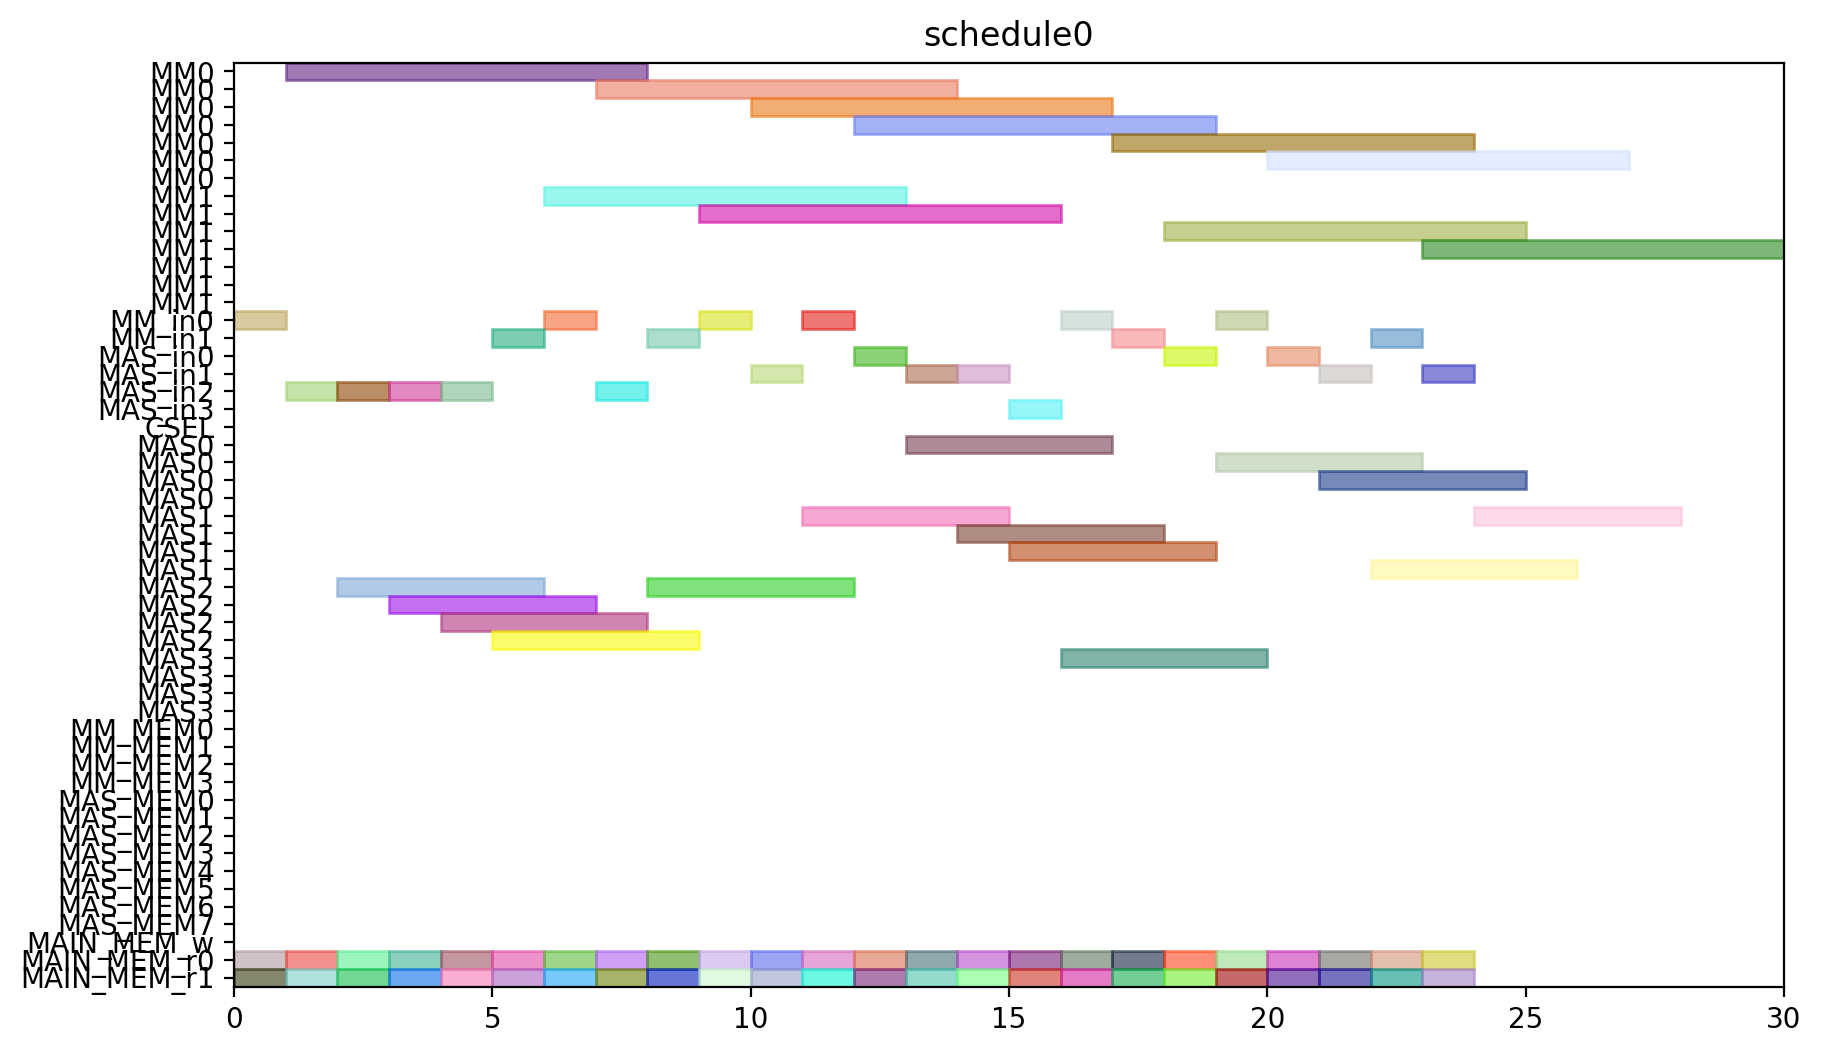 schedule0
MM0
MM0
MM0
MM0
MM0
MM0
MM0
MM1
MM1
MM1
MM1
MM1
MM1
MM1
MM_in0
MM_in1
MAS_in0
MAS_in1
MAS_in2
MAS_in3
CSEL
MAS0
MAS0
MAS0
MAS0
MAS1
MAS1
MAS1
MAS1
MAS2
MAS2
MAS2
MAS2
MAS3
MAS3
MAS3
MAS3
MM_MEM0
MM_MEM1
MM_MEM2
MM_MEM3
MAS_MEM0
MAS_MEM1
MAS_MEM2
MAS_MEM3
MAS_MEM4
MAS_MEM5
MAS_MEM6
MAS_MEM7
MAIN_MEM_w
MAIN_MEM_r0
MAIN_MEM_r1
0 5 10 15 20 25 30